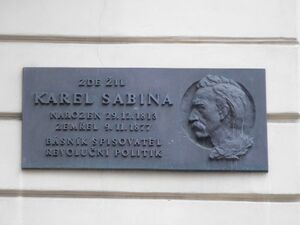 ZDE ŽIL
KAREL SABINA
NAROZEN 29.12.1813
ZEMŘEL 9.11.1877
BÁSNÍK SPISOVATEL
REVOLUČNÍ POLITIK